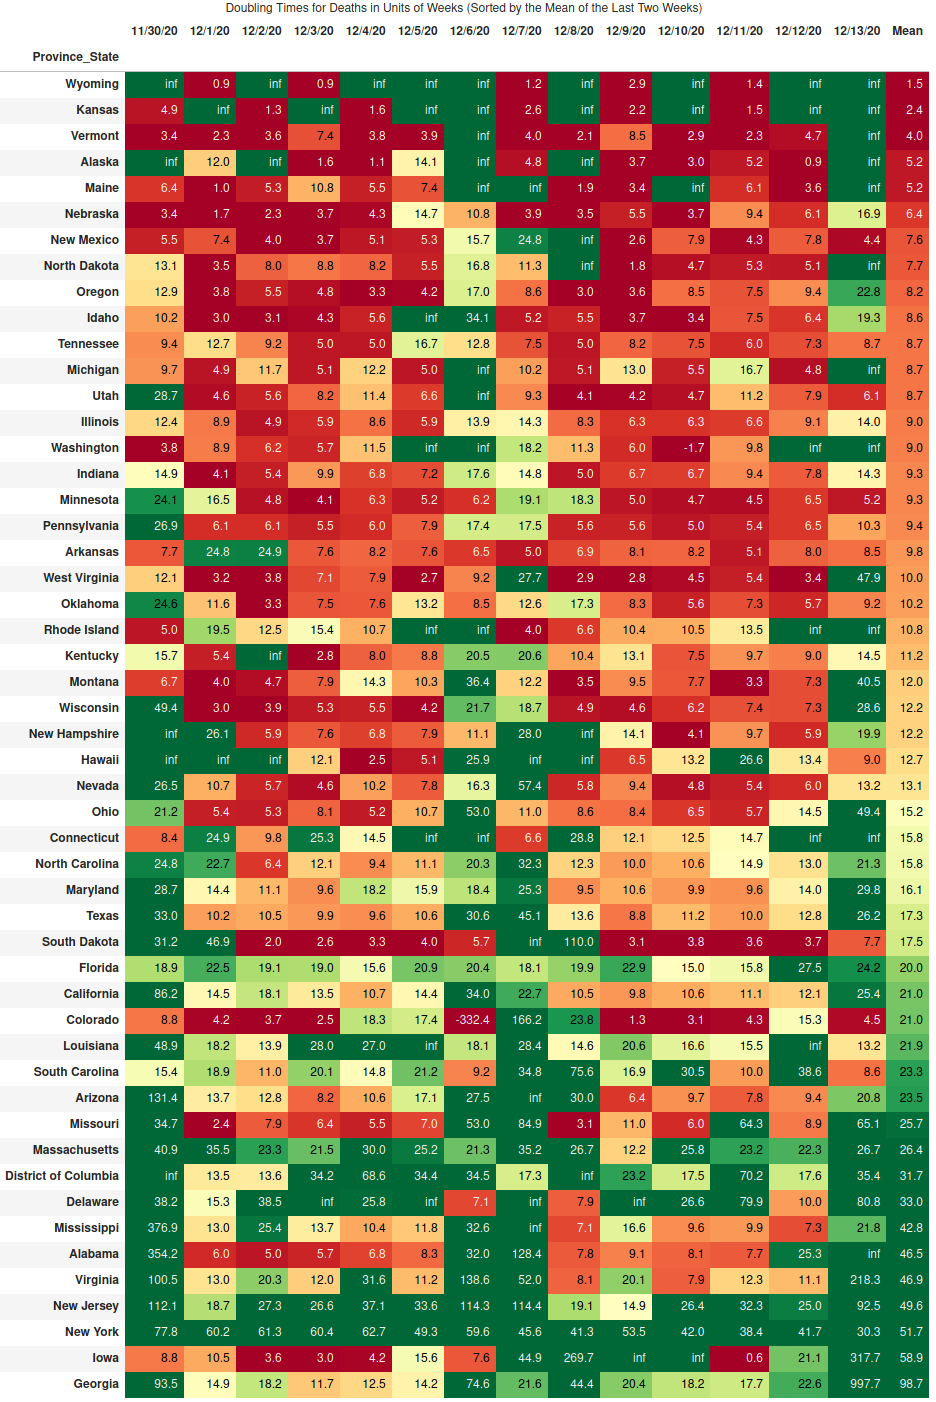 Doubling Times for Deaths in Units of Weeks (Sorted by the Mean of the Last Two Weeks)
11/30/20 12/1/20 12/2/20 12/3/20 12/4/20 12/5/20 12/6/20 12/7/20 12/8/20 12/9/20 12/10/20 12/11/20 12/12/20 12/13/20 Mean
Province_State
Wyoming inf 0.9 inf 0.9 inf inf inf 1.2 inf 2.9 inf 1.4 inf inf 1.5
Kansas 4.9 inf 1.3 inf 1.6 inf inf 2.6 inf 2.2 inf 1.5 inf inf 2.4
Vermont 3.4 2.3 3.6 7.4 3.8 3.9 inf 4.0 2.1 8.5 2.9 2.3 4.7 inf 4.0
Alaska inf 12.0 inf 1.6 1.1 14.1 inf 4.8 inf 3.7 3.0 5.2 0.9 inf 5.2
Maine 6.4 1.0 5.3 10.8 5.5 7.4 inf inf 1.9 3.4 inf 6.1 3.6 inf 5.2
Nebraska 3.4 1.7 2.3 3.7 4.3 14.7 10.8 3.9 3.5 5.5 3.7 9.4 6.1 16.9 6.4
New Mexico 5.5 7.4 4.0 3.7 5.1 5.3 15.7 24.8 inf 2.6 7.9 4.3 7.8 4.4 7.6
North Dakota 13.1 3.5 8.0 8.8 8.2 5.5 16.8 11.3 inf 1.8 4.7 5.3 5.1 inf 7.7
Oregon 12.9 3.8 5.5 4.8 3.3 4.2 17.0 8.6 3.0 3.6 8.5 7.5 9.4 22.8 8.2
Idaho 10.2 3.0 3.1 4.3 5.6 inf 34.1 5.2 5.5 3.7 3.4 7.5 6.4 19.3 8.6
Tennessee 9.4 12.7 9.2 5.0 5.0 16.7 12.8 7.5 5.0 8.2 7.5 6.0 7.3 8.7 8.7
Michigan 9.7 4.9 11.7 5.1 12.2 5.0 inf 10.2 5.1 13.0 5.5 16.7 4.8 inf 8.7
Utah 28.7 4.6 5.6 8.2 11.4 6.6 inf 9.3 4.1 4.2 4.7 11.2 7.9 6.1 8.7
Illinois 12.4 8.9 4.9 5.9 8.6 5.9 13.9 14.3 8.3 6.3 6.3 6.6 9.1 14.0 9.0
Washington 3.8 8.9 6.2 5.7 11.5 inf inf 18.2 11.3 6.0 -1.7 9.8 inf inf 9.0
Indiana 14.9 4.1 5.4 9.9 6.8 7.2 17.6 14.8 5.0 6.7 6.7 9.4 7.8 14.3 9.3
Minnesota 24.1 16.5 4.8 4.1 6.3 5.2 6.2 19.1 18.3 5.0 4.7 4.5 6.5 5.2 9.3
Pennsylvania 26.9 6.1 6.1 5.5 6.0 7.9 17.4 17.5 5.6 5.6 5.0 5.4 6.5 10.3 9.4
Arkansas 7.7 24.8 24.9 7.6 8.2 7.6 6.5 5.0 6.9 8.1 8.2 5.1 8.0 8.5 9.8
West Virginia 12.1 3.2 3.8 7.1 7.9 2.7 9.2 27.7 2.9 2.8 4.5 5.4 3.4 47.9 10.0
Oklahoma 24.6 11.6 3.3 7.5 7.6 13.2 8.5 12.6 17.3 8.3 5.6 7.3 5.7 9.2 10.2
Rhode Island 5.0 19.5 12.5 15.4 10.7 inf inf 4.0 6.6 10.4 10.5 13.5 inf inf 10.8
Kentucky 15.7 5.4 inf 2.8 8.0 8.8 20.5 20.6 10.4 13.1 7.5 9.7 9.0 14.5 11.2
Montana 6.7 4.0 4.7 7.9 14.3 10.3 36.4 12.2 3.5 9.5 7.7 3.3 7.3 40.5 12.0
Wisconsin 49.4 3.0 3.9 5.3 5.5 4.2 21.7 18.7 4.9 4.6 6.2 7.4 7.3 28.6 12.2
New Hampshire inf 26.1 5.9 7.6 6.8 7.9 11.1 28.0 inf 14.1 4.1 9.7 5.9 19.9 12.2
Hawaii inf inf inf 12.1 2.5 5.1 25.9 inf inf 6.5 13.2 26.6 13.4 9.0 12.7
Nevada 26.5 10.7 5.7 4.6 10.2 7.8 16.3 57.4 5.8 9.4 4.8 5.4 6.0 13.2 13.1
Ohio 21.2 5.4 5.3 8.1 5.2 10.7 53.0 11.0 8.6 8.4 6.5 5.7 14.5 49.4 15.2
Connecticut 8.4 24.9 9.8 25.3 14.5 inf inf 6.6 28.8 12.1 12.5 14.7 inf inf 15.8
North Carolina 24.8 22.7 6.4 12.1 9.4 11.1 20.3 32.3 12.3 10.0 10.6 14.9 13.0 21.3 15.8
Maryland 28.7 14.4 11.1 9.6 18.2 15.9 18.4 25.3 9.5 10.6 9.9 9.6 14.0 29.8 16.1
Texas 33.0 10.2 10.5 9.9 9.6 10.6 30.6 45.1 13.6 8.8 11.2 10.0 12.8 26.2 17.3
South Dakota 31.2 46.9 2.0 2.6 3.3 4.0 5.7 inf 110.0 3.1 3.8 3.6 3.7 7.7 17.5
Florida 18.9 22.5 19.1 19.0 15.6 20.9 20.4 18.1 19.9 22.9 15.0 15.8 27.5 24.2 20.0
California 86.2 14.5 18.1 13.5 10.7 14.4 34.0 22.7 10.5 9.8 10.6 11.1 12.1 25.4 21.0
Colorado 8.8 4.2 3.7 2.5 18.3 17.4 -332.4 166.2 23.8 1.3 3.1 4.3 15.3 4.5 21.0
Louisiana 48.9 18.2 13.9 28.0 27.0 inf 18.1 28.4 14.6 20.6 16.6 15.5 inf 13.2 21.9
South Carolina 15.4 18.9 11.0 20.1 14.8 21.2 9.2 34.8 75.6 16.9 30.5 10.0 38.6 8.6 23.3
Arizona 131.4 13.7 12.8 8.2 10.6 17.1 27.5 inf 30.0 6.4 9.7 7.8 9.4 20.8 23.5
Missouri 34.7 2.4 7.9 6.4 5.5 7.0 53.0 84.9 3.1 11.0 6.0 64.3 8.9 65.1 25.7
Massachusetts 40.9 35.5 23.3 21.5 30.0 25.2 21.3 35.2 26.7 12.2 25.8 23.2 22.3 26.7 26.4
District of Columbia inf 13.5 13.6 34.2 68.6 34.4 34.5 17.3 inf 23.2 17.5 70.2 17.6 35.4 31.7
Delaware 38.2 15.3 38.5 inf 25.8 inf 7.1 inf 7.9 inf 26.6 79.9 10.0 80.8 33.0
Mississippi 376.9 13.0 25.4 13.7 10.4 11.8 32.6 inf 7.1 16.6 9.6 9.9 7.3 21.8 42.8
Alabama 354.2 6.0 5.0 5.7 6.8 8.3 32.0 128.4 7.8 9.1 8.1 7.7 25.3 inf 46.5
Virginia 100.5 13.0 20.3 12.0 31.6 11.2 138.6 52.0 8.1 20.1 7.9 12.3 11.1 218.3 46.9
New Jersey 112.1 18.7 27.3 26.6 37.1 33.6 114.3 114.4 19.1 14.9 26.4 32.3 25.0 92.5 49.6
New York 77.8 60.2 61.3 60.4 62.7 49.3 59.6 45.6 41.3 53.5 42.0 38.4 41.7 30.3 51.7
Iowa 8.8 10.5 3.6 3.0 4.2 15.6 7.6 44.9 269.7 inf inf 0.6 21.1 317.7 58.9
Georgia 93.5 14.9 18.2 11.7 12.5 14.2 74.6 21.6 44.4 20.4 18.2 17.7 22.6 997.7 98.7